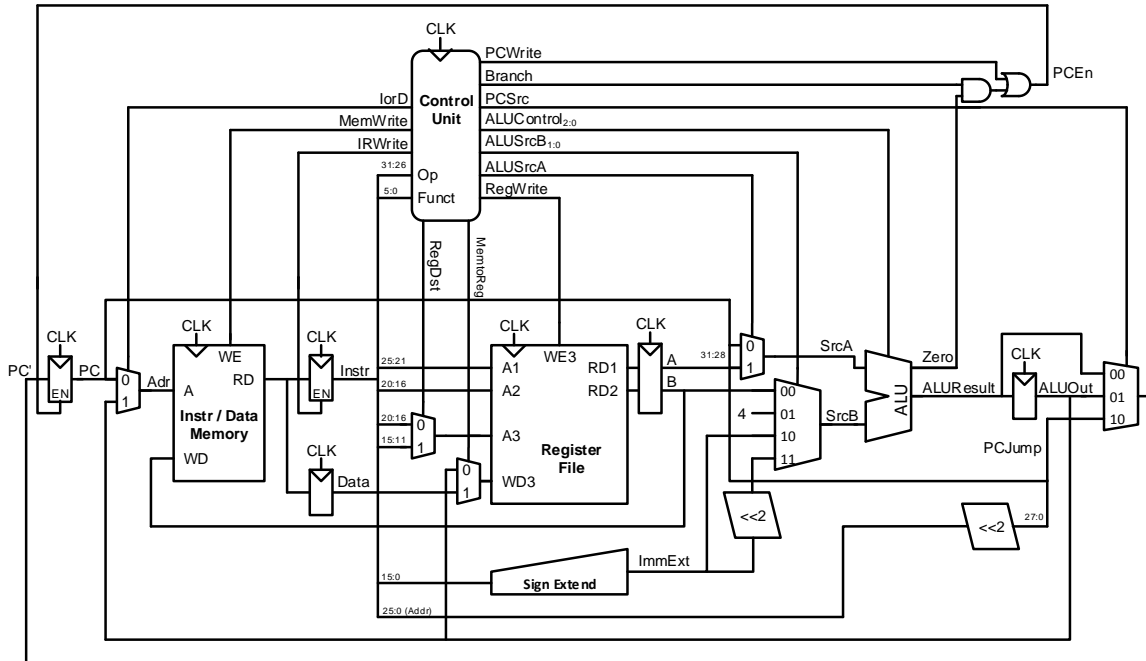 CLK
PCWrite
Branch
PCEn
IorD
Control
Unit
PCSrc
MemWrite
ALUControl2:0
IRWrite
ALUSrcB1:0
31:26
Op
ALUSrcA
5:0
Funct
RegWrite
RegDst
MemtoReg
CLK
CLK
CLK
CLK
CLK
CLK
PC'
EN
PC
0
1
Adr
WE
A
RD
Instr / Data
Memory
WD
EN
Instr
25:21
A1
WE3
RD1
A
31:28
0
1
SrcA
Zero
20:16
A2
RD2
B
00
ALU
ALUResult
ALUOut
00
01
10
4
01
SrcB
20:16
0
15:11
1
A3
Register
File
10
11
PCJump
CLK
Data
0
1
WD3
<<2
<<2
27:0
ImmExt
15:0
Sign Extend
25:0 (Addr)